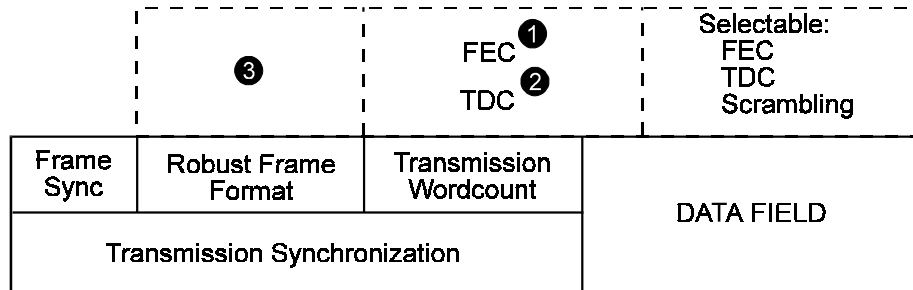 ③
FEC ①
TDC ②
Selectable:
FEC
TDC
Scrambling
Frame
Sync
Robust Frame
Format
Transmission
Wordcount
DATA FIELD
Transmission Synchronization